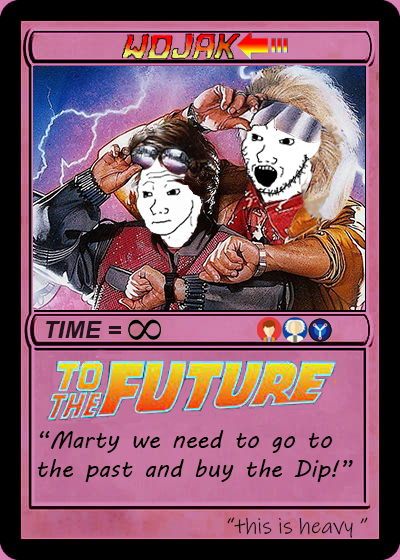 WOJAK
TIME = ∞
TO
THE FUTURE
“Marty we need to go to
the past and buy the Dip!”
“this is heavy ”